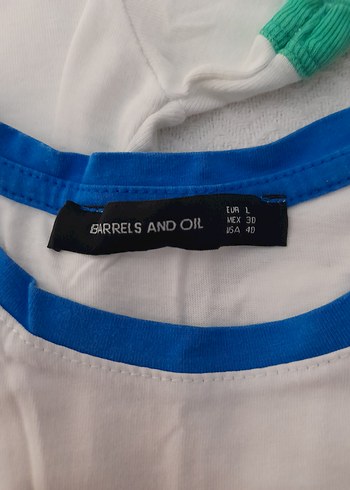 BARRELS AND OIL
EUR L
MEX 30
USA 40